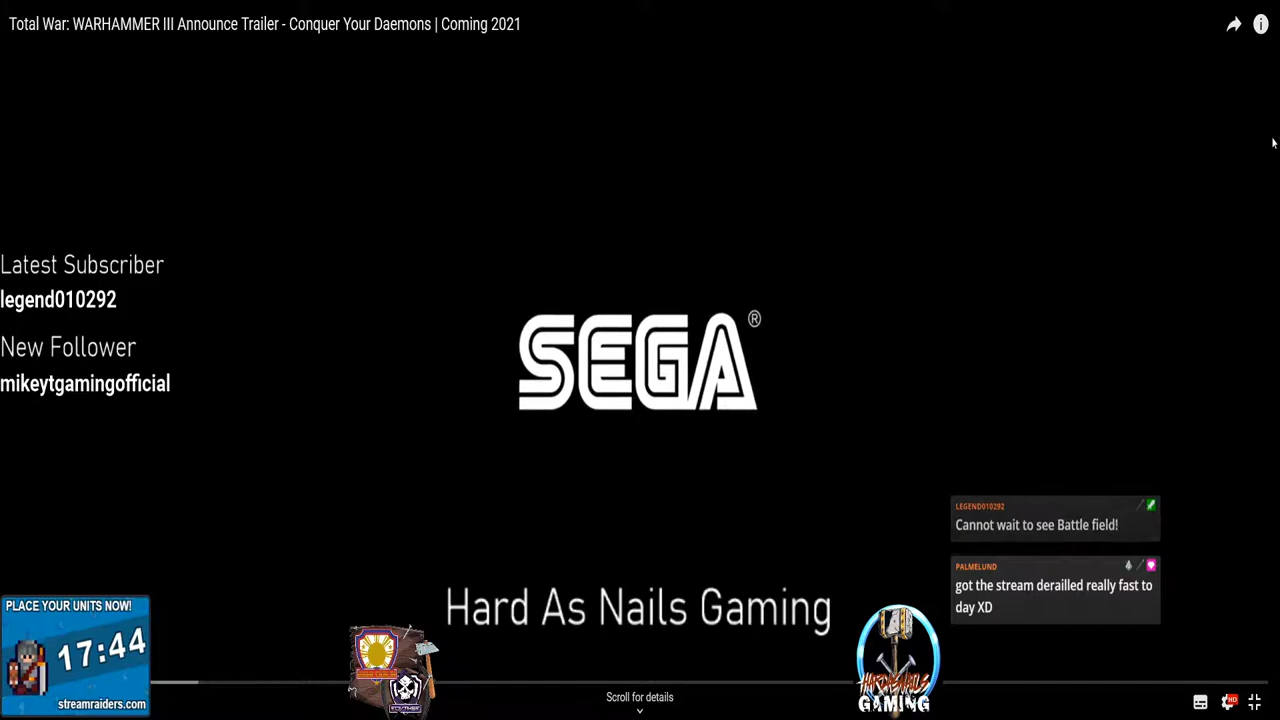 Total War: WARHAMMER III Announce Trailer - Conquer Your Daemons | Coming 2021
Latest Subscriber
legend010292
New Follower
mikeytgamingofficial
SEGA®
LEGEND010292
Cannot wait to see Battle field!
PALMELUND
got the stream derailled really fast to
day XD
Hard As Nails Gaming
PLACE YOUR UNITS NOW!
17:44
streamraiders.com
HARDASNAILS
GAMING
Scroll for details
HD